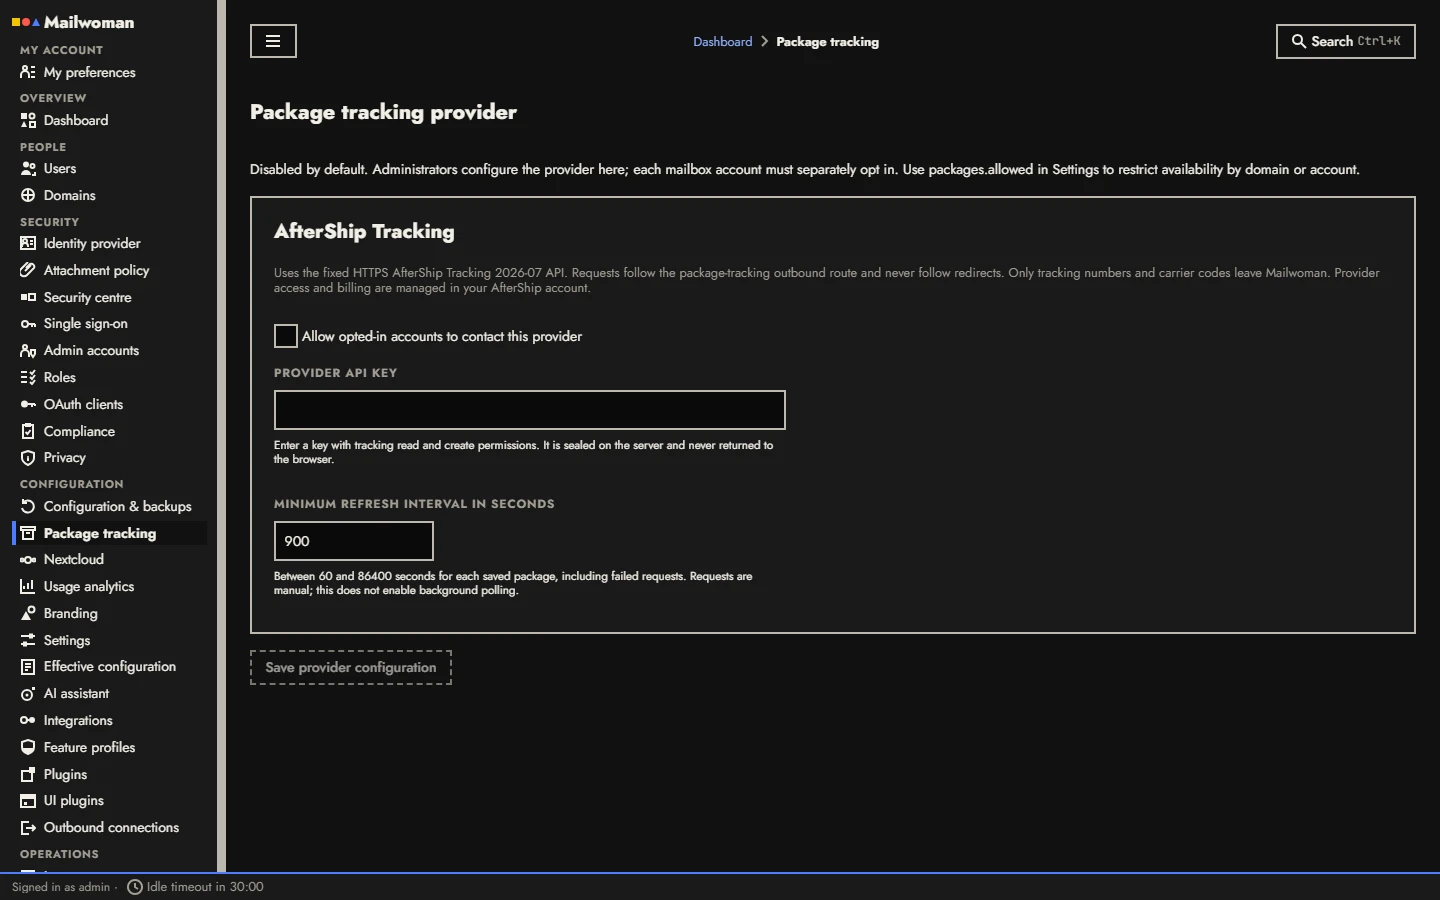 Mailwoman
MY ACCOUNT
My preferences
OVERVIEW
Dashboard
PEOPLE
Users
Domains
SECURITY
Identity provider
Attachment policy
Security centre
Single sign-on
Admin accounts
Roles
OAuth clients
Compliance
Privacy
CONFIGURATION
Configuration & backups
Package tracking
Nextcloud
Usage analytics
Branding
Settings
Effective configuration
AI assistant
Integrations
Feature profiles
Plugins
UI plugins
Outbound connections
OPERATIONS
Dashboard > Package tracking
Search Ctrl+K
Package tracking provider
Disabled by default. Administrators configure the provider here; each mailbox account must separately opt in. Use packages.allowed in Settings to restrict availability by domain or account.
AfterShip Tracking
Uses the fixed HTTPS AfterShip Tracking 2026-07 API. Requests follow the package-tracking outbound route and never follow redirects. Only tracking numbers and carrier codes leave Mailwoman. Provider
access and billing are managed in your AfterShip account.
Allow opted-in accounts to contact this provider
PROVIDER API KEY
Enter a key with tracking read and create permissions. It is sealed on the server and never returned to
the browser.
MINIMUM REFRESH INTERVAL IN SECONDS
900
Between 60 and 86400 seconds for each saved package, including failed requests. Requests are
manual; this does not enable background polling.
Save provider configuration
Signed in as admin · Idle timeout in 30:00